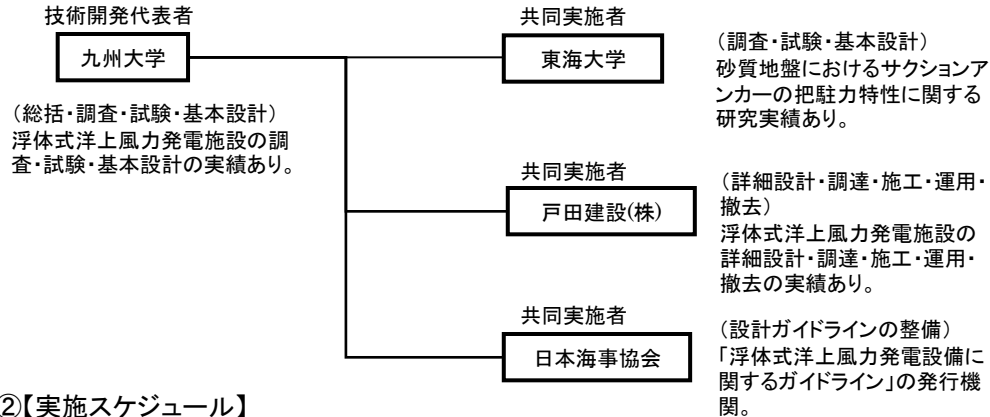 技術開発代表者
九州大学
(総括・調査・試験・基本設計)
浮体式洋上風力発電施設の調
査・試験・基本設計の実績あり。
共同実施者
東海大学
(調査・試験・基本設計)
砂質地盤におけるサクションア
ンカーの把駐力特性に関する
研究実績あり。
共同実施者
戸田建設(株)
(詳細設計・調達・施工・運用・
撤去)
浮体式洋上風力発電施設の
詳細設計・調達・施工・運用・
撤去の実績あり。
共同実施者
日本海事協会
(設計ガイドラインの整備)
「浮体式洋上風力発電設備に
関するガイドライン」の発行機
関。
②【実施スケジュール】